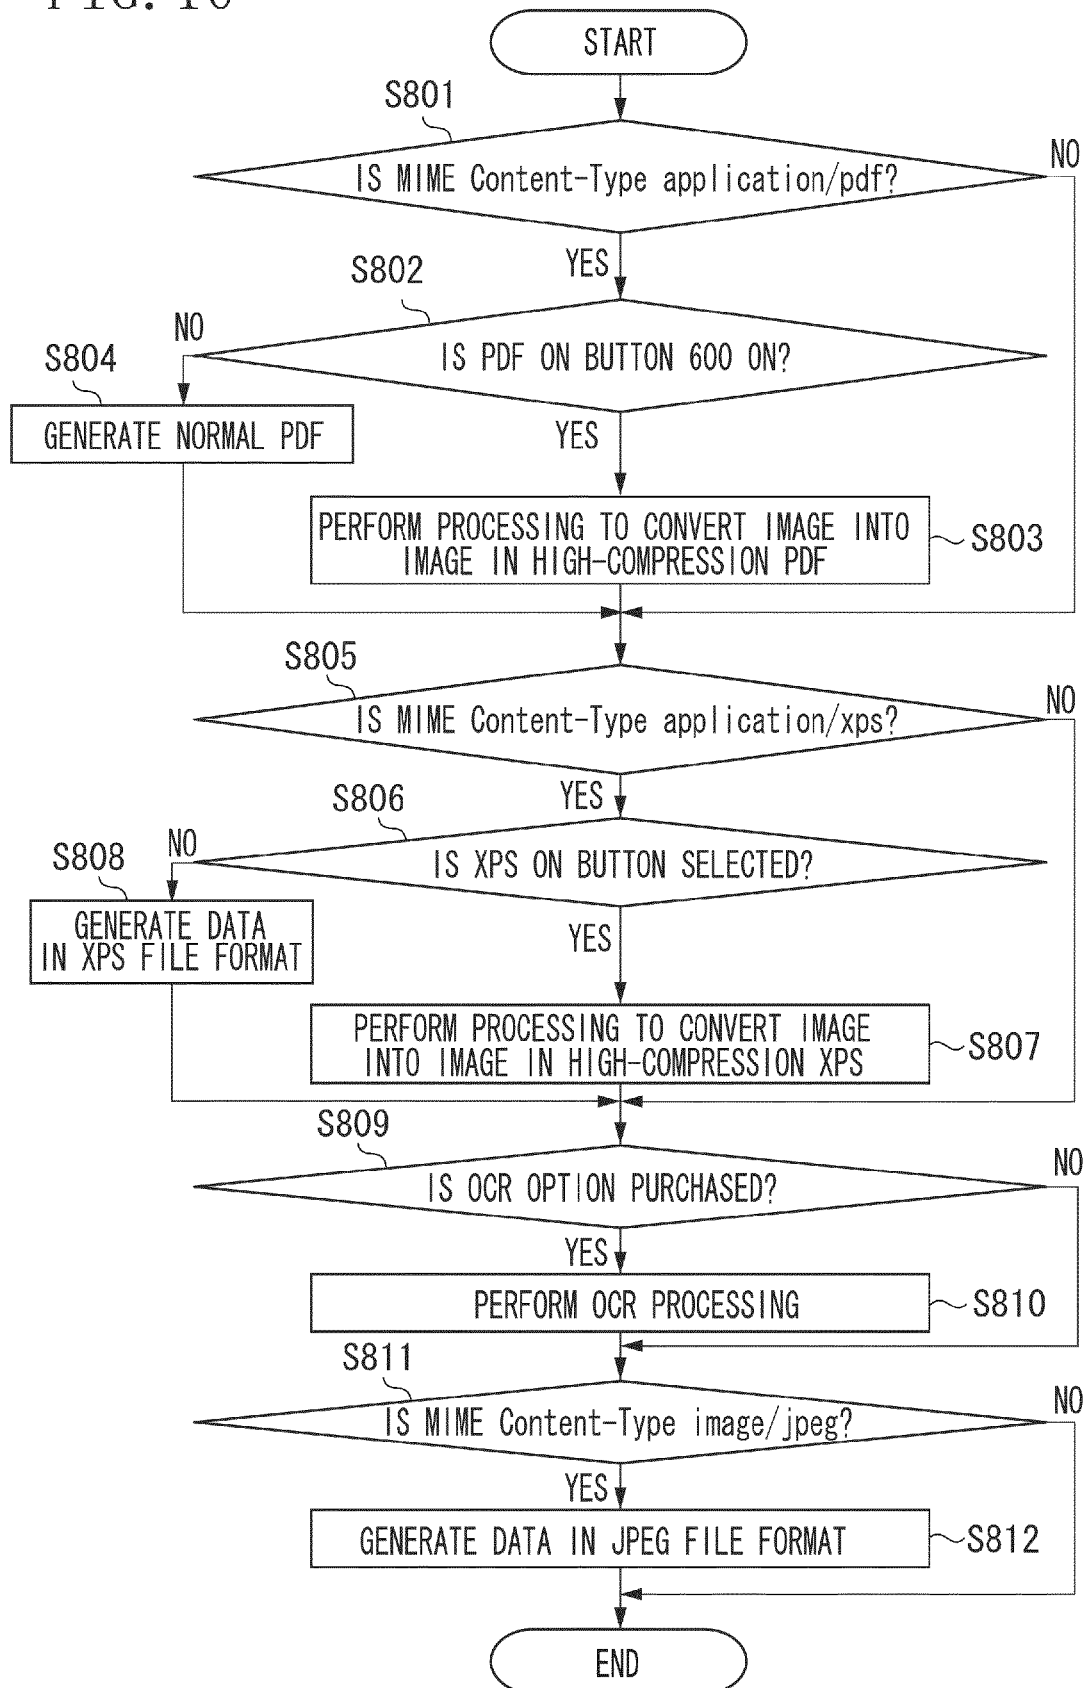 FIG. 10
START
S801
IS MIME Content-Type application/pdf?
NO
YES
S802
IS PDF ON BUTTON 600 ON?
NO
S804
GENERATE NORMAL PDF
YES
PERFORM PROCESSING TO CONVERT IMAGE INTO
IMAGE IN HIGH-COMPRESSION PDF
S803
S805
IS MIME Content-Type application/xps?
NO
YES
S806
IS XPS ON BUTTON SELECTED?
NO
S808
GENERATE DATA
IN XPS FILE FORMAT
YES
PERFORM PROCESSING TO CONVERT IMAGE
INTO IMAGE IN HIGH-COMPRESSION XPS
S807
S809
IS OCR OPTION PURCHASED?
NO
YES
PERFORM OCR PROCESSING
S810
S811
IS MIME Content-Type image/jpeg?
NO
YES
GENERATE DATA IN JPEG FILE FORMAT
S812
END